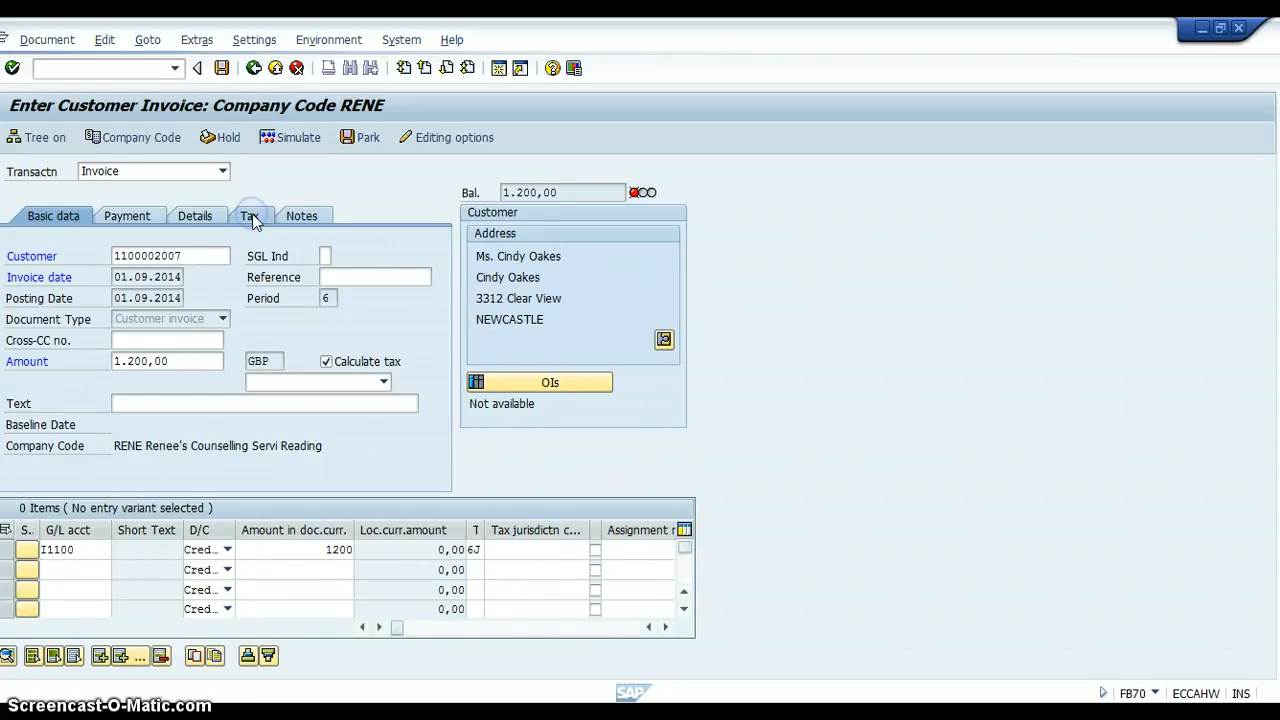 Document Edit Goto Extras Settings Environment System Help
Enter Customer Invoice: Company Code RENE
Tree on Company Code Hold Simulate Park Editing options
Transactn Invoice
Bal. 1.200,00
Basic data Payment Details Tax Notes
Customer 1100002007 SGL Ind
Invoice date 01.09.2014 Reference
Posting Date 01.09.2014 Period 6
Document Type Customer invoice
Cross-CC no.
Amount 1.200,00 GBP Calculate tax
Text
Baseline Date
Company Code RENE Renee's Counselling Servi Reading
Customer
Address
Ms. Cindy Oakes
Cindy Oakes
3312 Clear View
NEWCASTLE
OIs
Not available
0 Items ( No entry variant selected )
S.. G/L acct Short Text D/C Amount in doc.curr. Loc.curr.amount T Tax jurisdictn c... Assignment r
I1100 Cred... 1200 0,00 6J
Cred... 0,00
Cred... 0,00
Cred... 0,00
...
SAP FB70 ECCAHW INS
Screencast-O-Matic.com